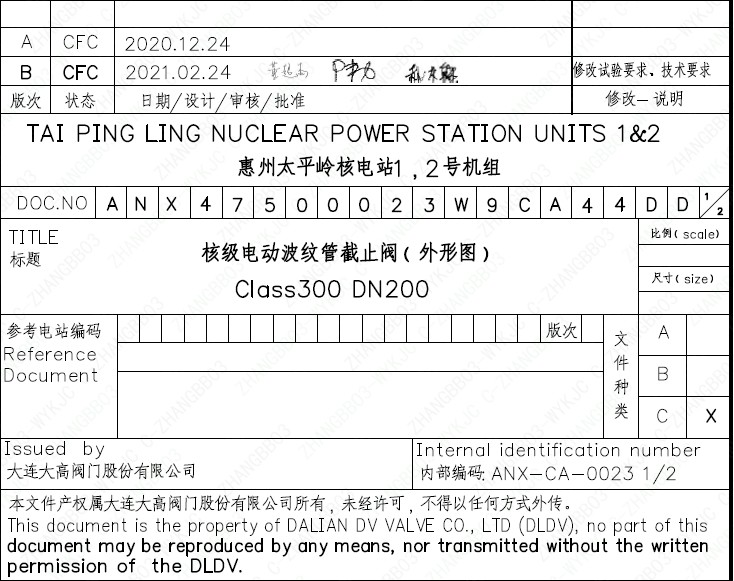 A CFC 2020.12.24
B CFC 2021.02.24 修改试验要求、技术要求
版次 状态 日期/设计/审核/批准 修改-说明
TAI PING LING NUCLEAR POWER STATION UNITS 1&2
惠州太平岭核电站1,2号机组
DOC.NO A N X 4 7 5 0 0 0 2 3 W 9 C A 4 4 D D 1/2
TITLE
标题
核级电动波纹管截止阀(外形图)
Class300 DN200
比例(scale)
尺寸(size)
参考电站编码
Reference
Document
版次
文件种类
A
B
C X
Issued by
大连大高阀门股份有限公司
Internal identification number
内部编码: ANX-CA-0023 1/2
本文件产权属大连大高阀门股份有限公司所有,未经许可,不得以任何方式外传。
This document is the property of DALIAN DV VALVE CO., LTD (DLDV), no part of this
document may be reproduced by any means, nor transmitted without the written
permission of the DLDV.